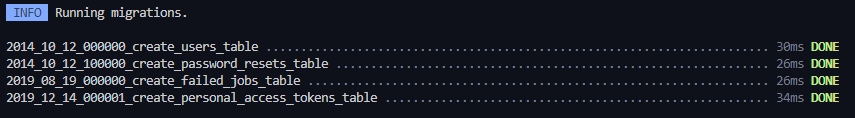 INFO Running migrations.
2014_10_12_000000_create_users_table ........................................................................... 30ms DONE
2014_10_12_100000_create_password_resets_table ................................................................. 26ms DONE
2019_08_19_000000_create_failed_jobs_table ..................................................................... 26ms DONE
2019_12_14_000001_create_personal_access_tokens_table .......................................................... 34ms DONE